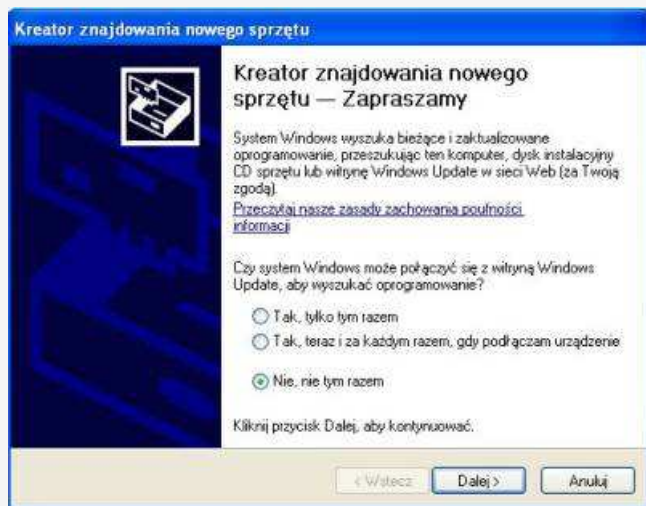 Kreator znajdowania nowego sprzętu
Kreator znajdowania nowego
sprzętu — Zapraszamy
System Windows wyszuka bieżące i zaktualizowane
oprogramowanie, przeszukując ten komputer, dysk instalacyjny
CD sprzętu lub witrynę Windows Update w sieci Web (za Twoją
zgodą).
Przeczytaj nasze zasady zachowania poufności
informacji
Czy system Windows może połączyć się z witryną Windows
Update, aby wyszukać oprogramowanie?
Tak, tylko tym razem
Tak, teraz i za każdym razem, gdy podłączam urządzenie
Nie, nie tym razem
Kliknij przycisk Dalej, aby kontynuować.
< Wstecz Dalej > Anuluj